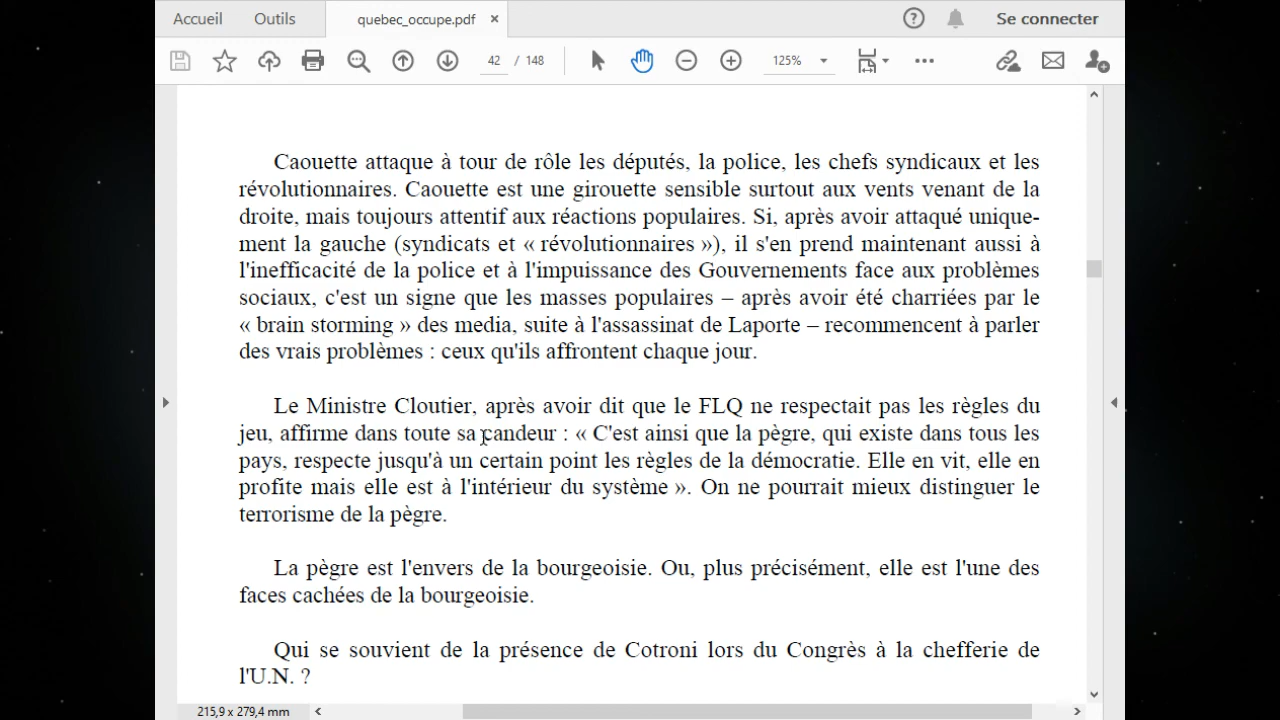 Accueil Outils quebec_occupe.pdf × ? Se connecter
42 / 148 125%
Caouette attaque à tour de rôle les députés, la police, les chefs syndicaux et les
révolutionnaires. Caouette est une girouette sensible surtout aux vents venant de la
droite, mais toujours attentif aux réactions populaires. Si, après avoir attaqué unique-
ment la gauche (syndicats et « révolutionnaires »), il s'en prend maintenant aussi à
l'inefficacité de la police et à l'impuissance des Gouvernements face aux problèmes
sociaux, c'est un signe que les masses populaires – après avoir été charriées par le
« brain storming » des media, suite à l'assassinat de Laporte – recommencent à parler
des vrais problèmes : ceux qu'ils affrontent chaque jour.
Le Ministre Cloutier, après avoir dit que le FLQ ne respectait pas les règles du
jeu, affirme dans toute sa candeur : « C'est ainsi que la pègre, qui existe dans tous les
pays, respecte jusqu'à un certain point les règles de la démocratie. Elle en vit, elle en
profite mais elle est à l'intérieur du système ». On ne pourrait mieux distinguer le
terrorisme de la pègre.
La pègre est l'envers de la bourgeoisie. Ou, plus précisément, elle est l'une des
faces cachées de la bourgeoisie.
Qui se souvient de la présence de Cotroni lors du Congrès à la chefferie de
l'U.N. ?
215,9 x 279,4 mm